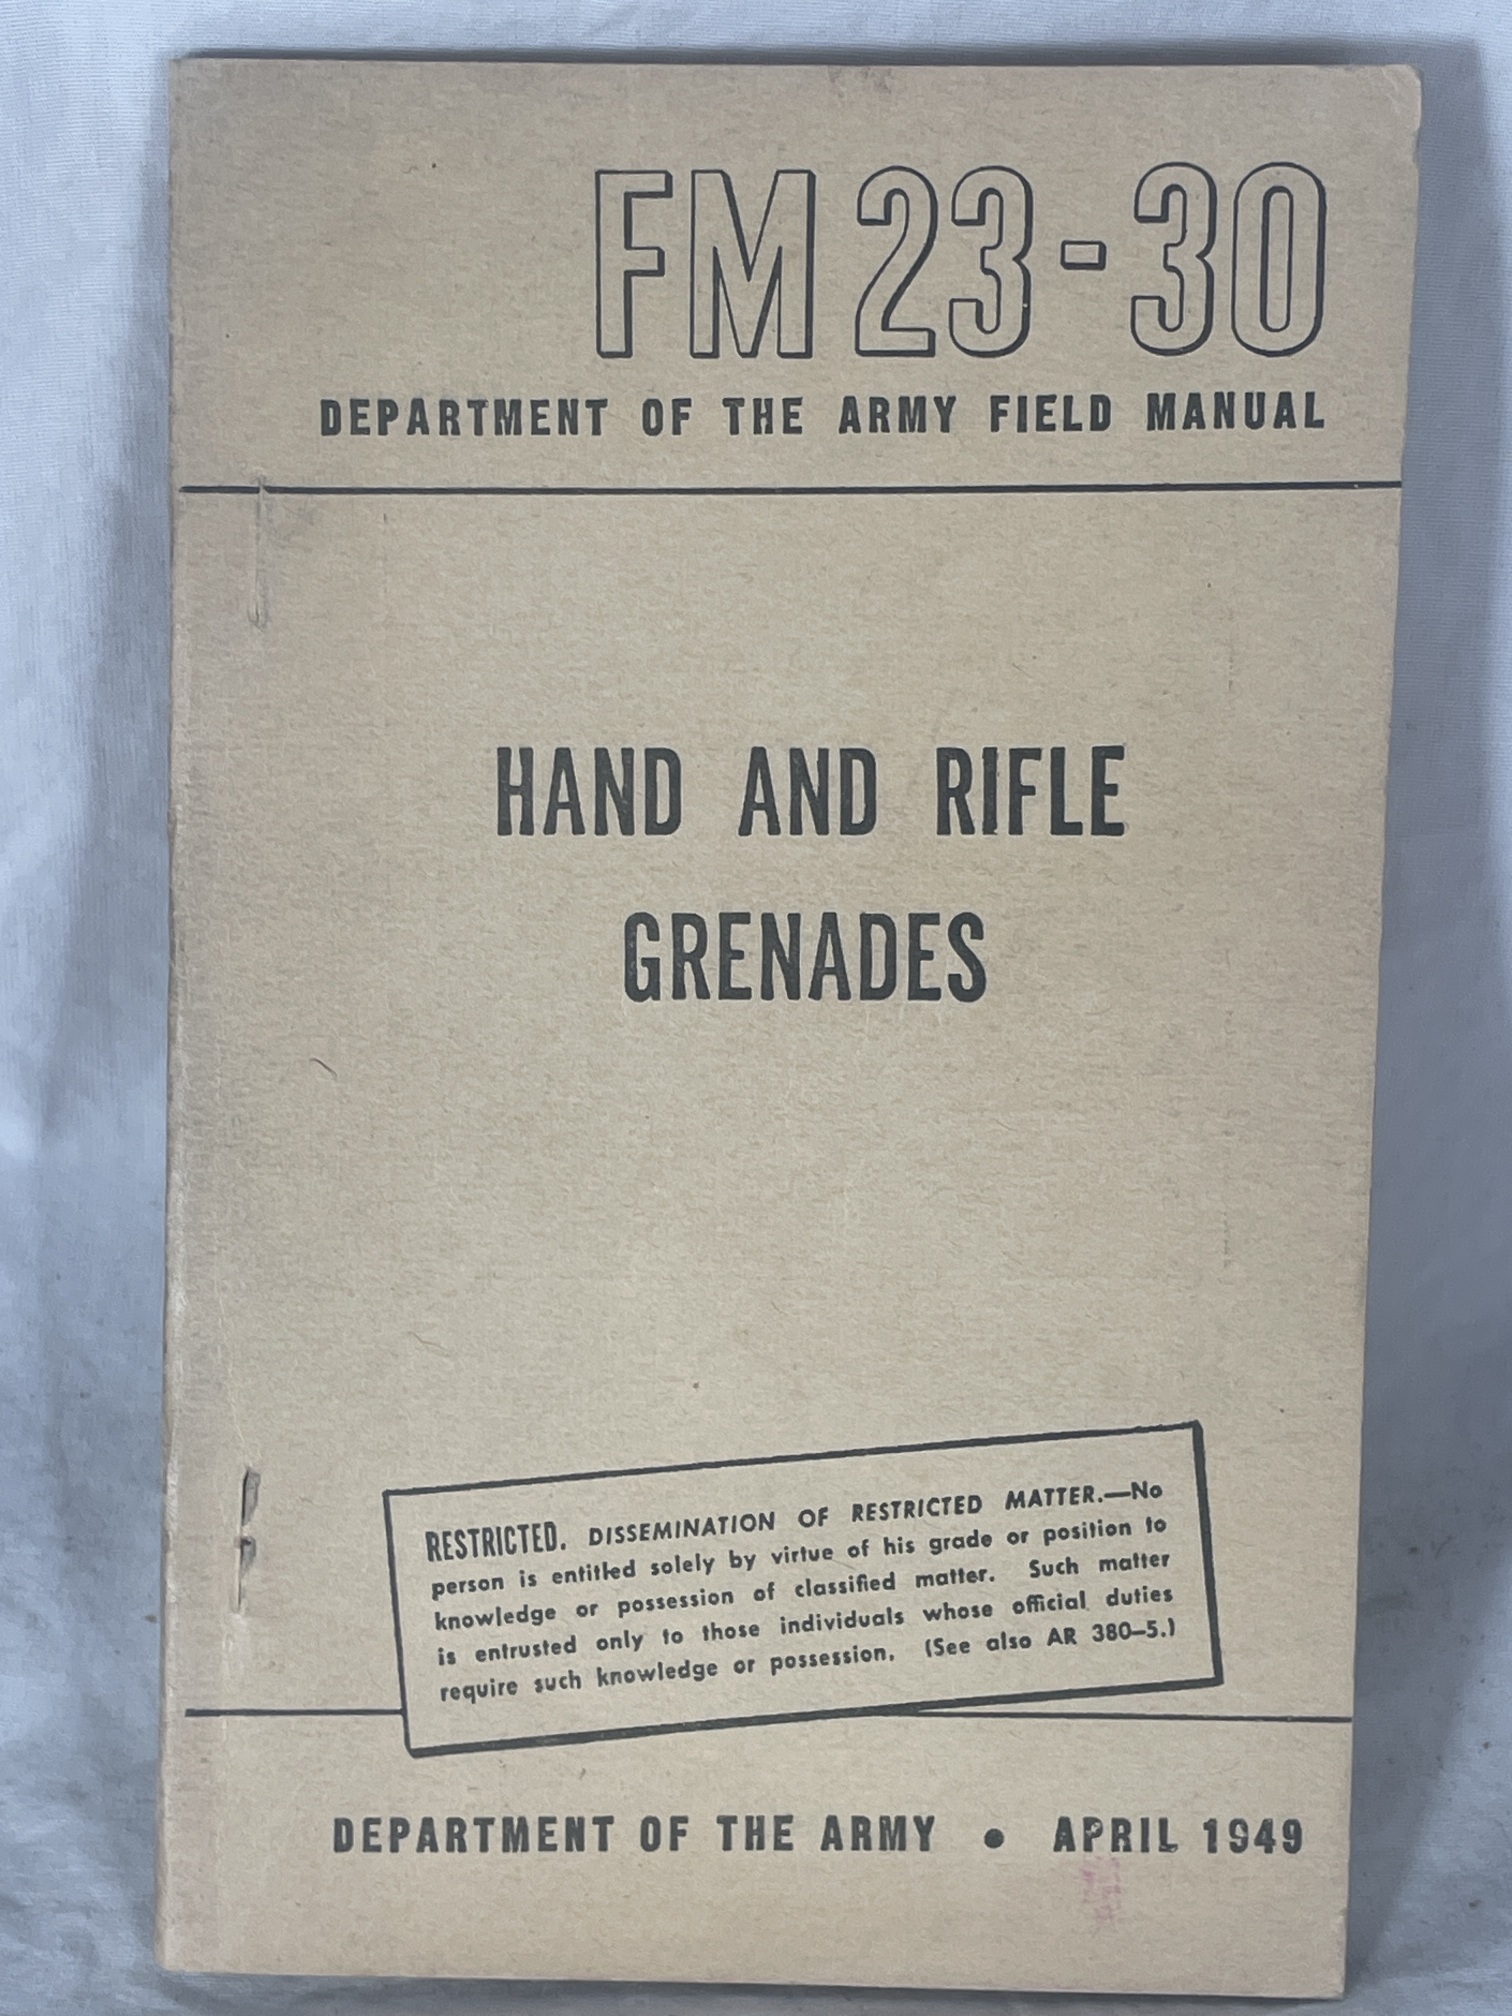 FM 23-30
DEPARTMENT OF THE ARMY FIELD MANUAL
HAND AND RIFLE
GRENADES
RESTRICTED. DISSEMINATION OF RESTRICTED MATTER.—No
person is entitled solely by virtue of his grade or position to
knowledge or possession of classified matter. Such matter
is entrusted only to those individuals whose official duties
require such knowledge or possession. (See also AR 380–5.)
DEPARTMENT OF THE ARMY • APRIL 1949